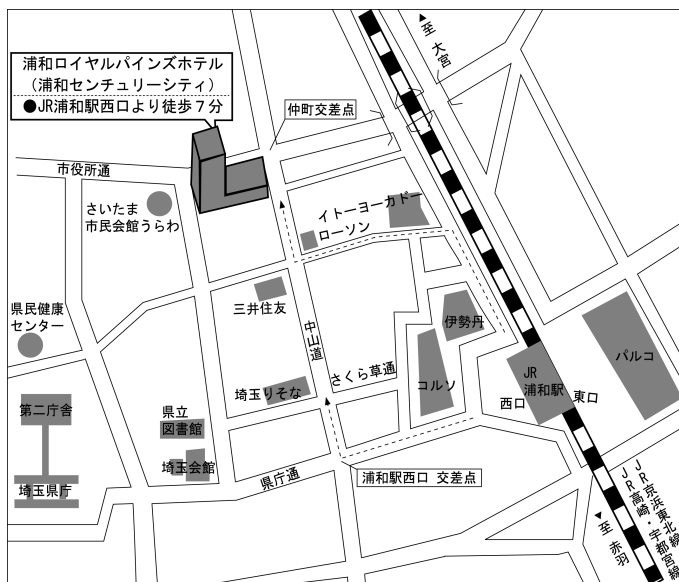 浦和ロイヤルパインズホテル
（浦和センチュリーシティ）
●JR浦和駅西口より徒歩７分
▲至 大宮
仲町交差点
市役所通
さいたま
市民会館うらわ
イトーヨーカドー
ローソン
県民健康
センター
三井住友
中山道
伊勢丹
さくら草通
コルソ
パルコ
JR
浦和駅
西口
東口
第二庁舎
埼玉りそな
県立
図書館
埼玉会館
埼玉県庁
県庁通
浦和駅西口 交差点
JR京浜東北線
JR高崎・宇都宮線
▼至 赤羽